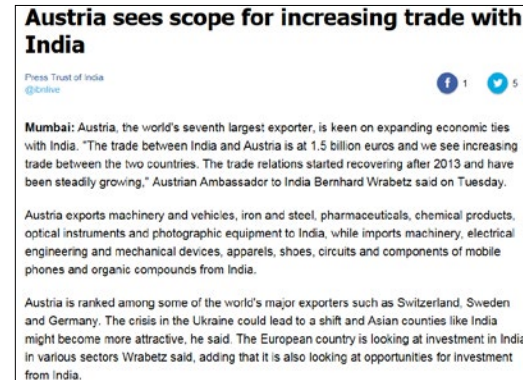 Austria sees scope for increasing trade with
India
Press Trust of India
@ibnlive
f 1
5
Mumbai: Austria, the world's seventh largest exporter, is keen on expanding economic ties
with India. "The trade between India and Austria is at 1.5 billion euros and we see increasing
trade between the two countries. The trade relations started recovering after 2013 and have
been steadily growing," Austrian Ambassador to India Bernhard Wrabetz said on Tuesday.
Austria exports machinery and vehicles, iron and steel, pharmaceuticals, chemical products,
optical instruments and photographic equipment to India, while imports machinery, electrical
engineering and mechanical devices, apparels, shoes, circuits and components of mobile
phones and organic compounds from India.
Austria is ranked among some of the world's major exporters such as Switzerland, Sweden
and Germany. The crisis in the Ukraine could lead to a shift and Asian counties like India
might become more attractive, he said. The European country is looking at investment in India
in various sectors Wrabetz said, adding that it is also looking at opportunities for investment
from India.